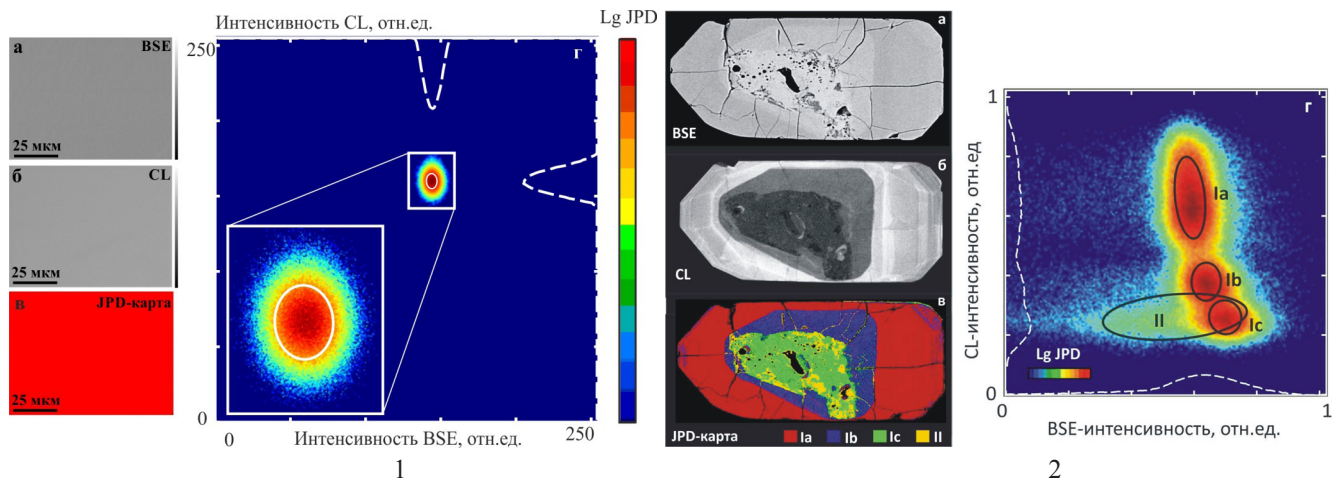 Интенсивность CL, отн.ед.
Lg JPD
а
BSE
25 мкм
б
CL
25 мкм
в
JPD-карта
25 мкм
250
г
0
0
Интенсивность BSE, отн.ед.
250
1
а
BSE
б
CL
в
JPD-карта
Ia
Ib
Ic
II
CL-интенсивность, отн.ед
1
0
г
Ia
Ib
II
Ic
Lg JPD
0
1
BSE-интенсивность, отн.ед.
2